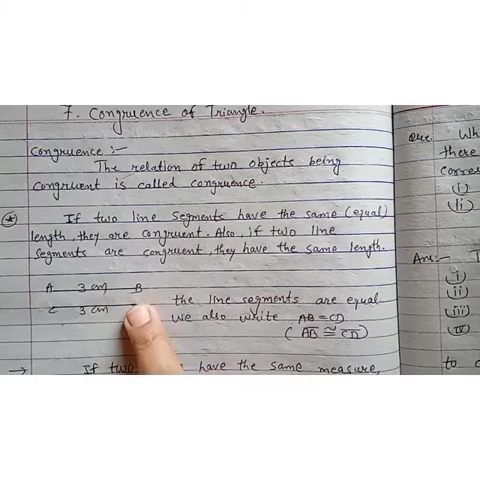 7. Congruence of Triangle.
Congruence :-
The relation of two objects being
congruent is called congruence.
If two line segments have the same (equal)
length, they are congruent. Also, if two line
segments are congruent, they have the same length.
A 3 cm B
C 3 cm
the line segments are equal
we also write AB = CD
( AB ≅ CD )
→ If two have the same measure,
Que. Wh
there
corres
(i)
(ii)
Ans:-
(i)
(ii)
(iii)
(iv)
to c